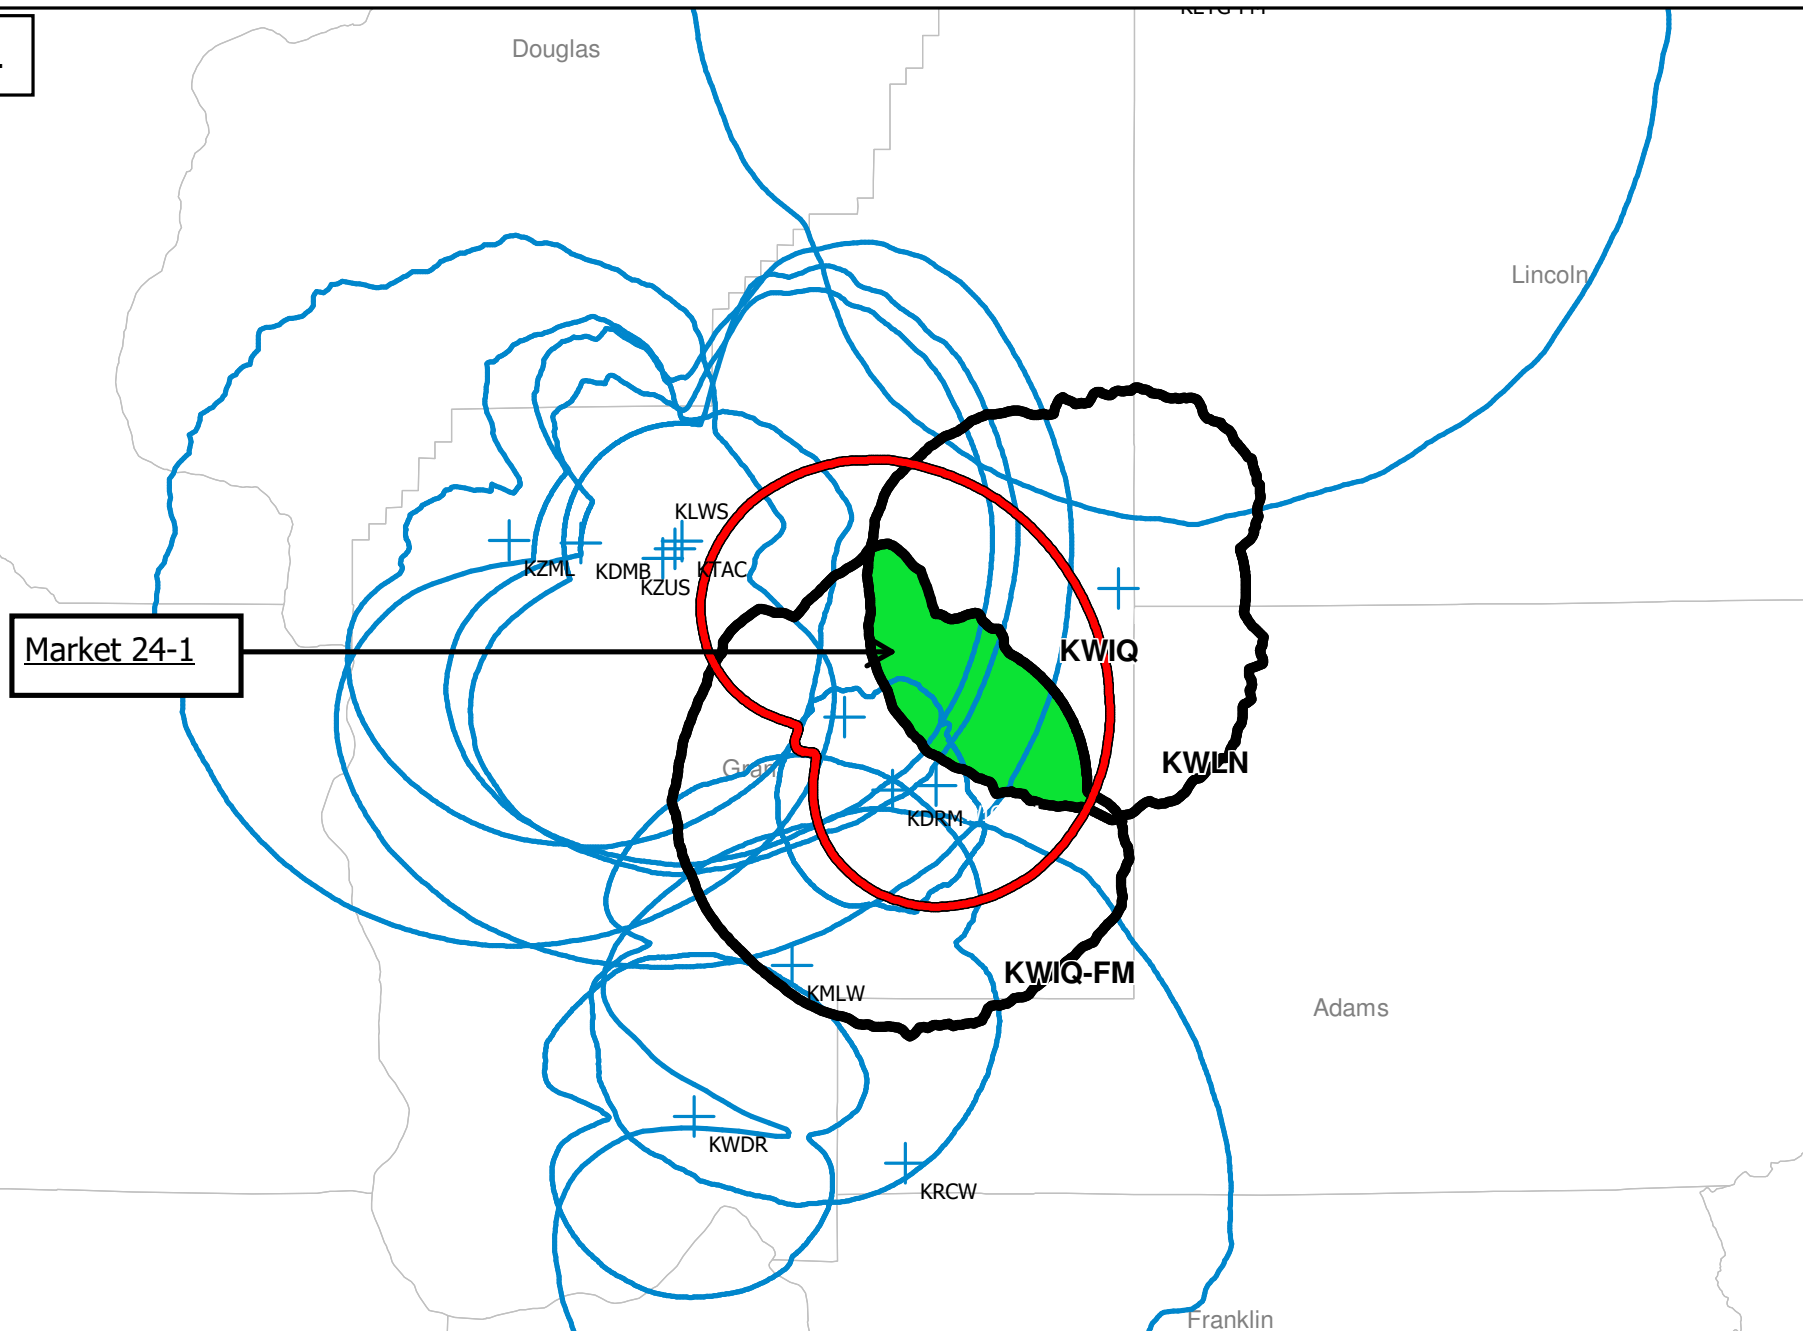 Douglas
Lincoln
KLWS
KZML
KDMB
KTAC
KZUS
Market 24-1
KWIQ
KWLN
KDRM
KWIQ-FM
KMLW
Adams
KWDR
KRCW
Franklin